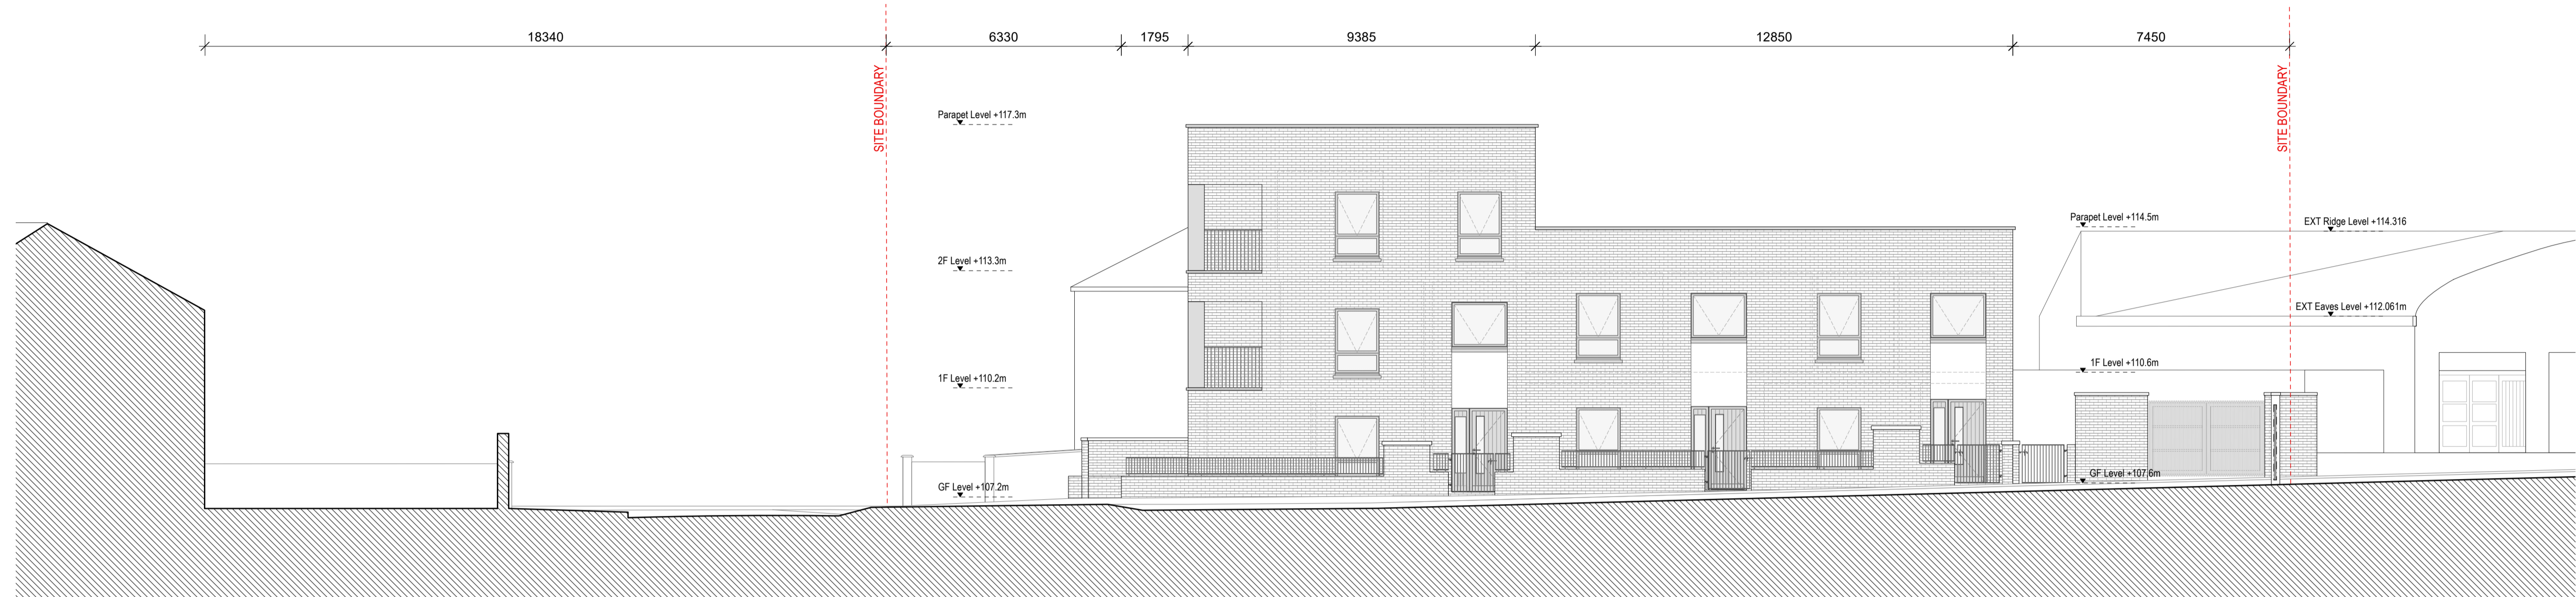 18340
6330
1795
9385
12850
7450
SITE BOUNDARY
SITE BOUNDARY
Parapet Level +117.3m
Parapet Level +114.5m
EXT Ridge Level +114.316
2F Level +113.3m
EXT Eaves Level +112.061m
1F Level +110.6m
1F Level +110.2m
GF Level +107.6m
GF Level +107.2m